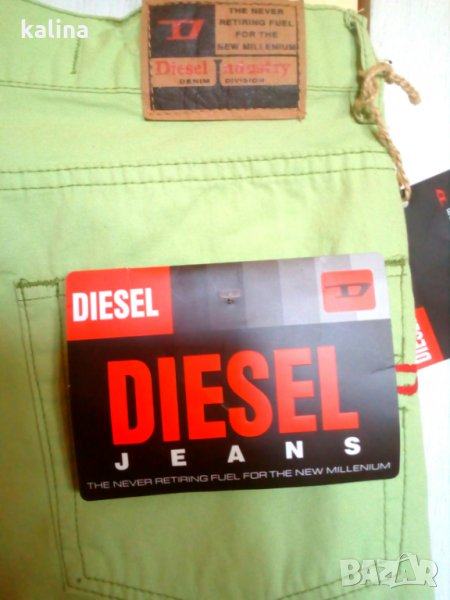 kalina
D
THE NEVER
RETIRING FUEL
FOR THE
NEW MILLENIUM
Diesel Industry
DENIM DIVISION
DIESEL
D
DIESEL
JEANS
THE NEVER RETIRING FUEL FOR THE NEW MILLENIUM
DIESEL
BAZAR